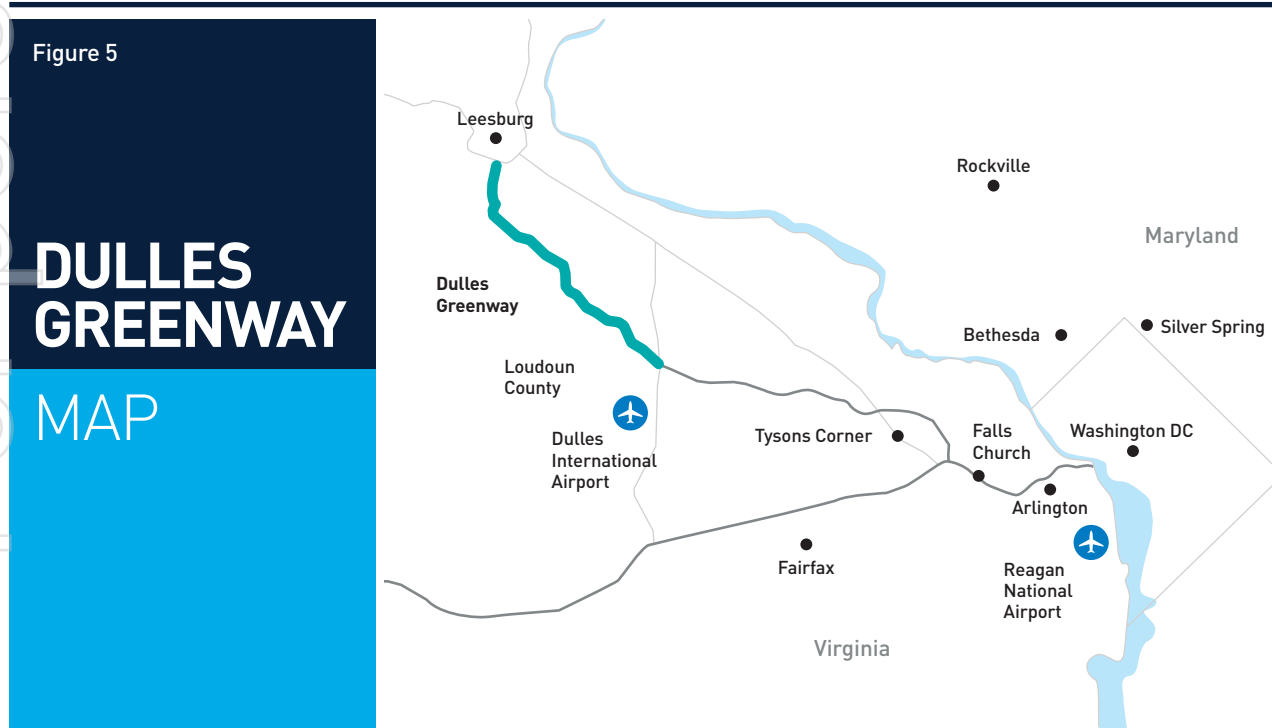 Figure 5
DULLES
GREENWAY
MAP
Leesburg
Rockville
Maryland
Dulles
Greenway
Bethesda
Silver Spring
Loudoun
County
Dulles
International
Airport
Tysons Corner
Falls
Church
Washington DC
Arlington
Fairfax
Reagan
National
Airport
Virginia